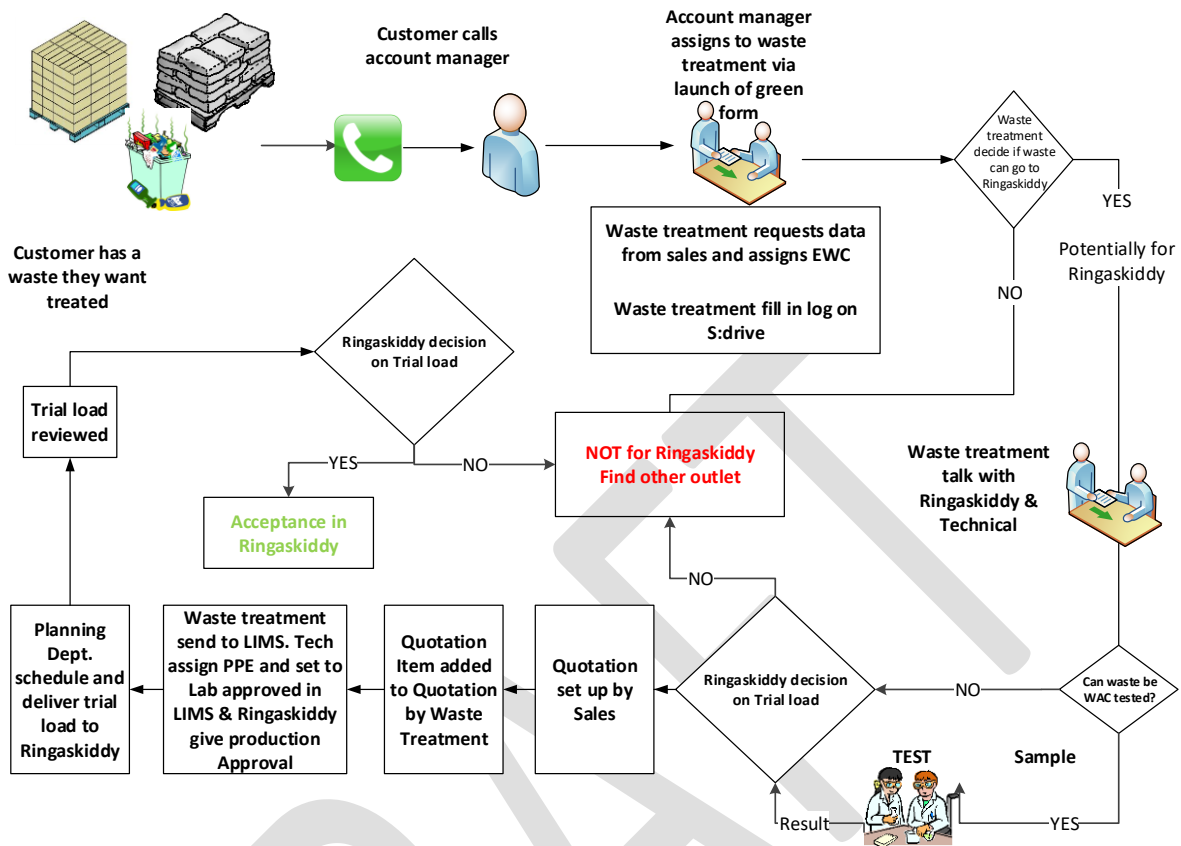 Customer has a
waste they want
treated
Customer calls
account manager
Account manager
assigns to waste
treatment via
launch of green
form
Waste treatment requests data
from sales and assigns EWC
Waste treatment fill in log on
S:drive
Waste
treatment
decide if waste
can go to
Ringaskiddy
YES
NO
Potentially for
Ringaskiddy
Waste treatment
talk with
Ringaskiddy &
Technical
Can waste be
WAC tested?
NO
YES
Sample
TEST
Result
Ringaskiddy decision
on Trial load
NO
Quotation
set up by
Sales
Quotation
Item added
to Quotation
by Waste
Treatment
Waste treatment
send to LIMS. Tech
assign PPE and set to
Lab approved in
LIMS & Ringaskiddy
give production
Approval
Planning
Dept.
schedule and
deliver trial
load to
Ringaskiddy
Trial load
reviewed
Ringaskiddy decision
on Trial load
YES
NO
Acceptance in
Ringaskiddy
NOT for Ringaskiddy
Find other outlet